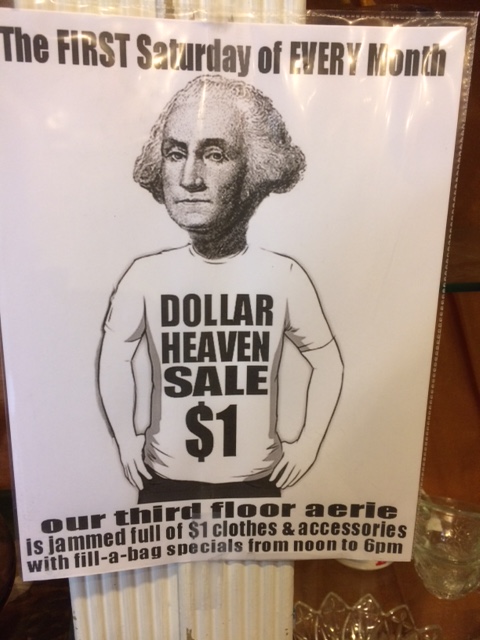 The FIRST Saturday of EVERY Month
DOLLAR
HEAVEN
SALE
$1
our third floor aerie
is jammed full of $1 clothes & accessories
with fill-a-bag specials from noon to 6pm